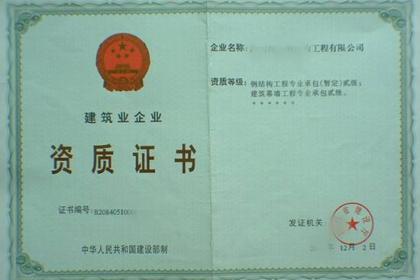 建筑业企业
资质证书
证书编号: B2084051000
中华人民共和国建设部制
企业名称:
工程有限公司
资质等级: 钢结构工程专业承包(暂定)贰级;
建筑幕墙工程专业承包贰级。
******
发证机关:
12月 2日